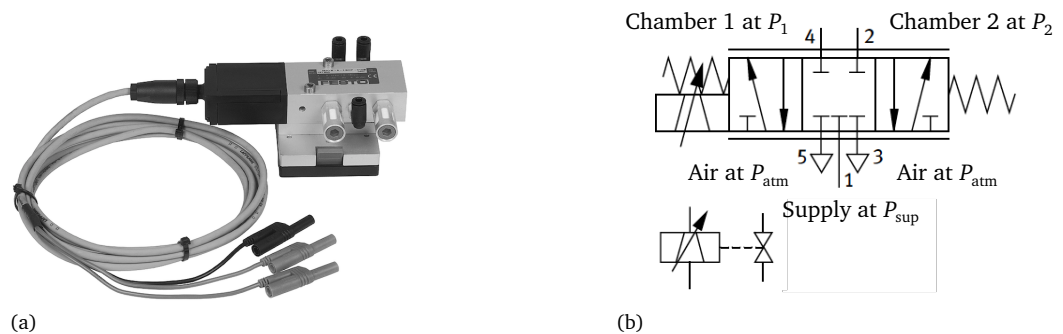 Chamber 1 at P1
Chamber 2 at P2
4
2
5
3
Air at Patm
1
Air at Patm
Supply at Psup
FESTO
(a)
(b)